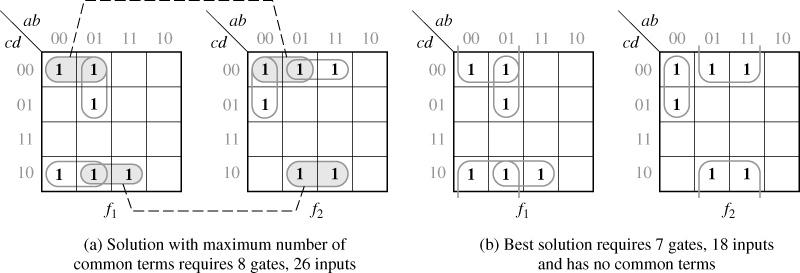 ab ab ab ab
cd 00 01 11 10 cd 00 01 11 10 cd 00 01 11 10 cd 00 01 11 10
00 1 1 00 1 1 1 00 1 1 00 1 1 1
01 1 01 1 01 1 01 1
11 11 11 11
10 1 1 1 10 1 1 10 1 1 1 10 1 1
f1 f2 f1 f2
(a) Solution with maximum number of
common terms requires 8 gates, 26 inputs
(b) Best solution requires 7 gates, 18 inputs
and has no common terms